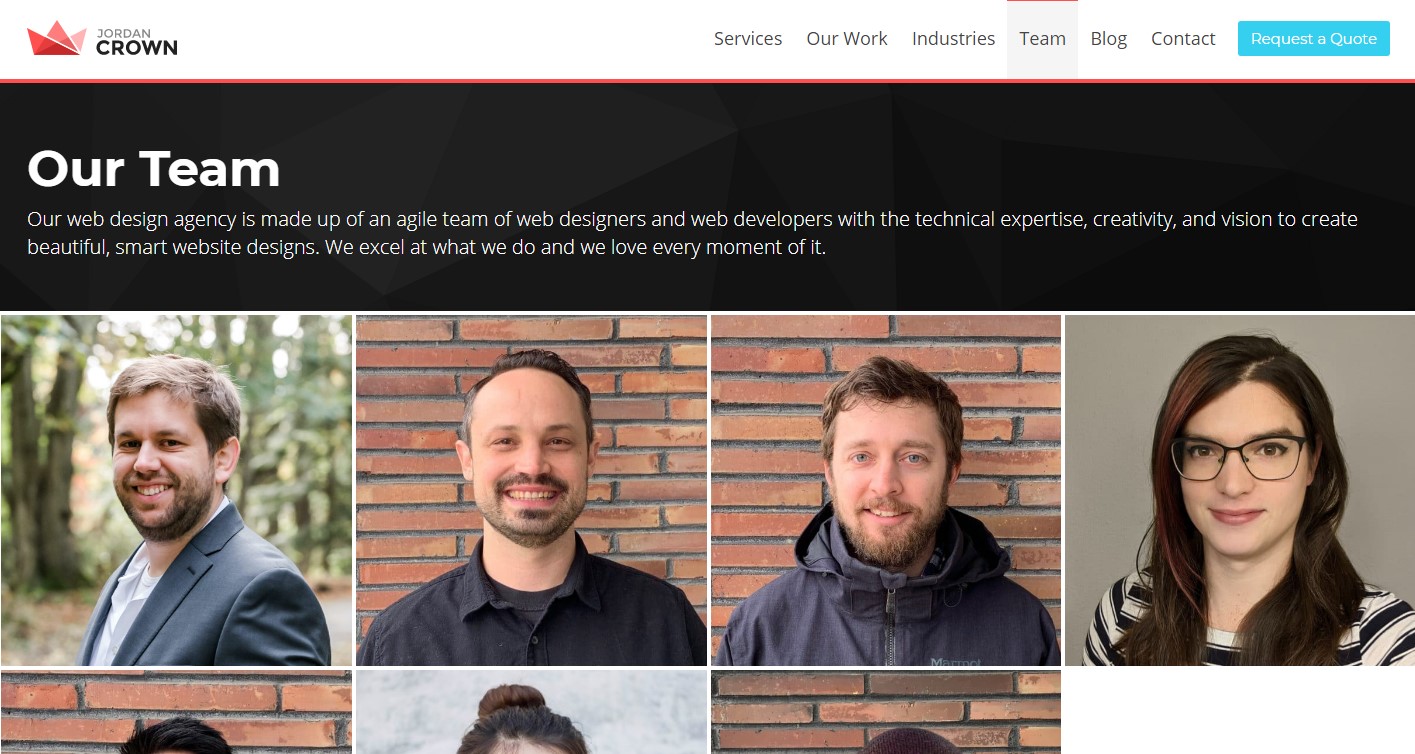 JORDAN
CROWN
Services Our Work Industries Team Blog Contact Request a Quote
Our Team
Our web design agency is made up of an agile team of web designers and web developers with the technical expertise, creativity, and vision to create
beautiful, smart website designs. We excel at what we do and we love every moment of it.
Marmot